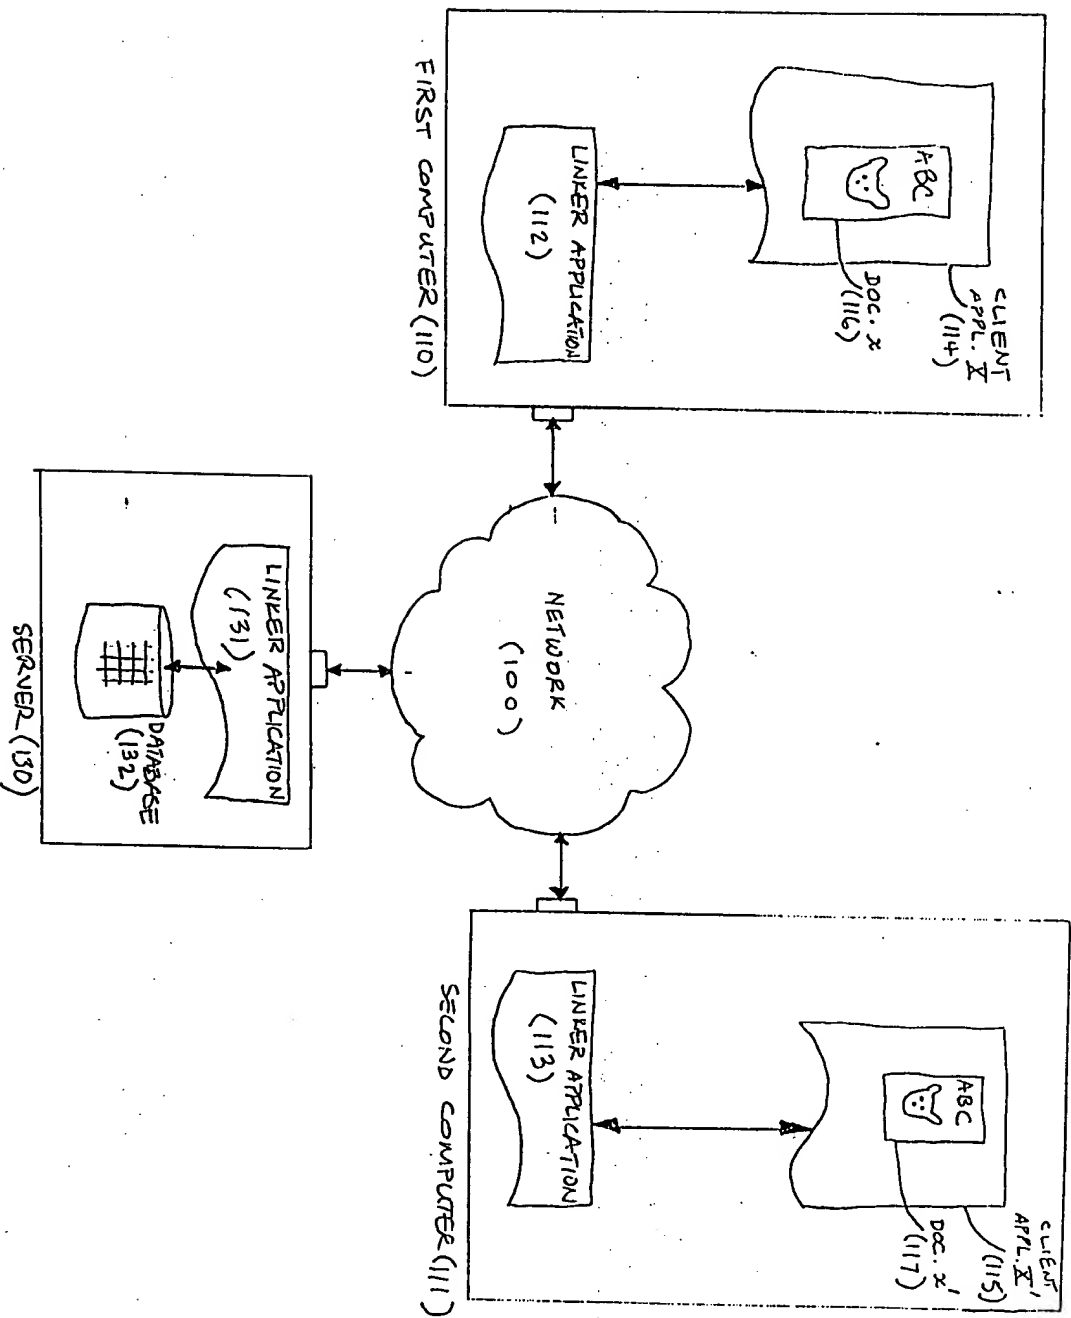 CLIENT
APPL. X
(114)
ABC
DOC. x
(116)
LINKER APPLICATION
(112)
FIRST COMPUTER (110)
NETWORK
(100)
LINKER APPLICATION
(131)
DATABASE
(132)
SERVER (130)
CLIENT
APPL. X'
(115)
ABC
DOC. x'
(117)
LINKER APPLICATION
(113)
SECOND COMPUTER (111)